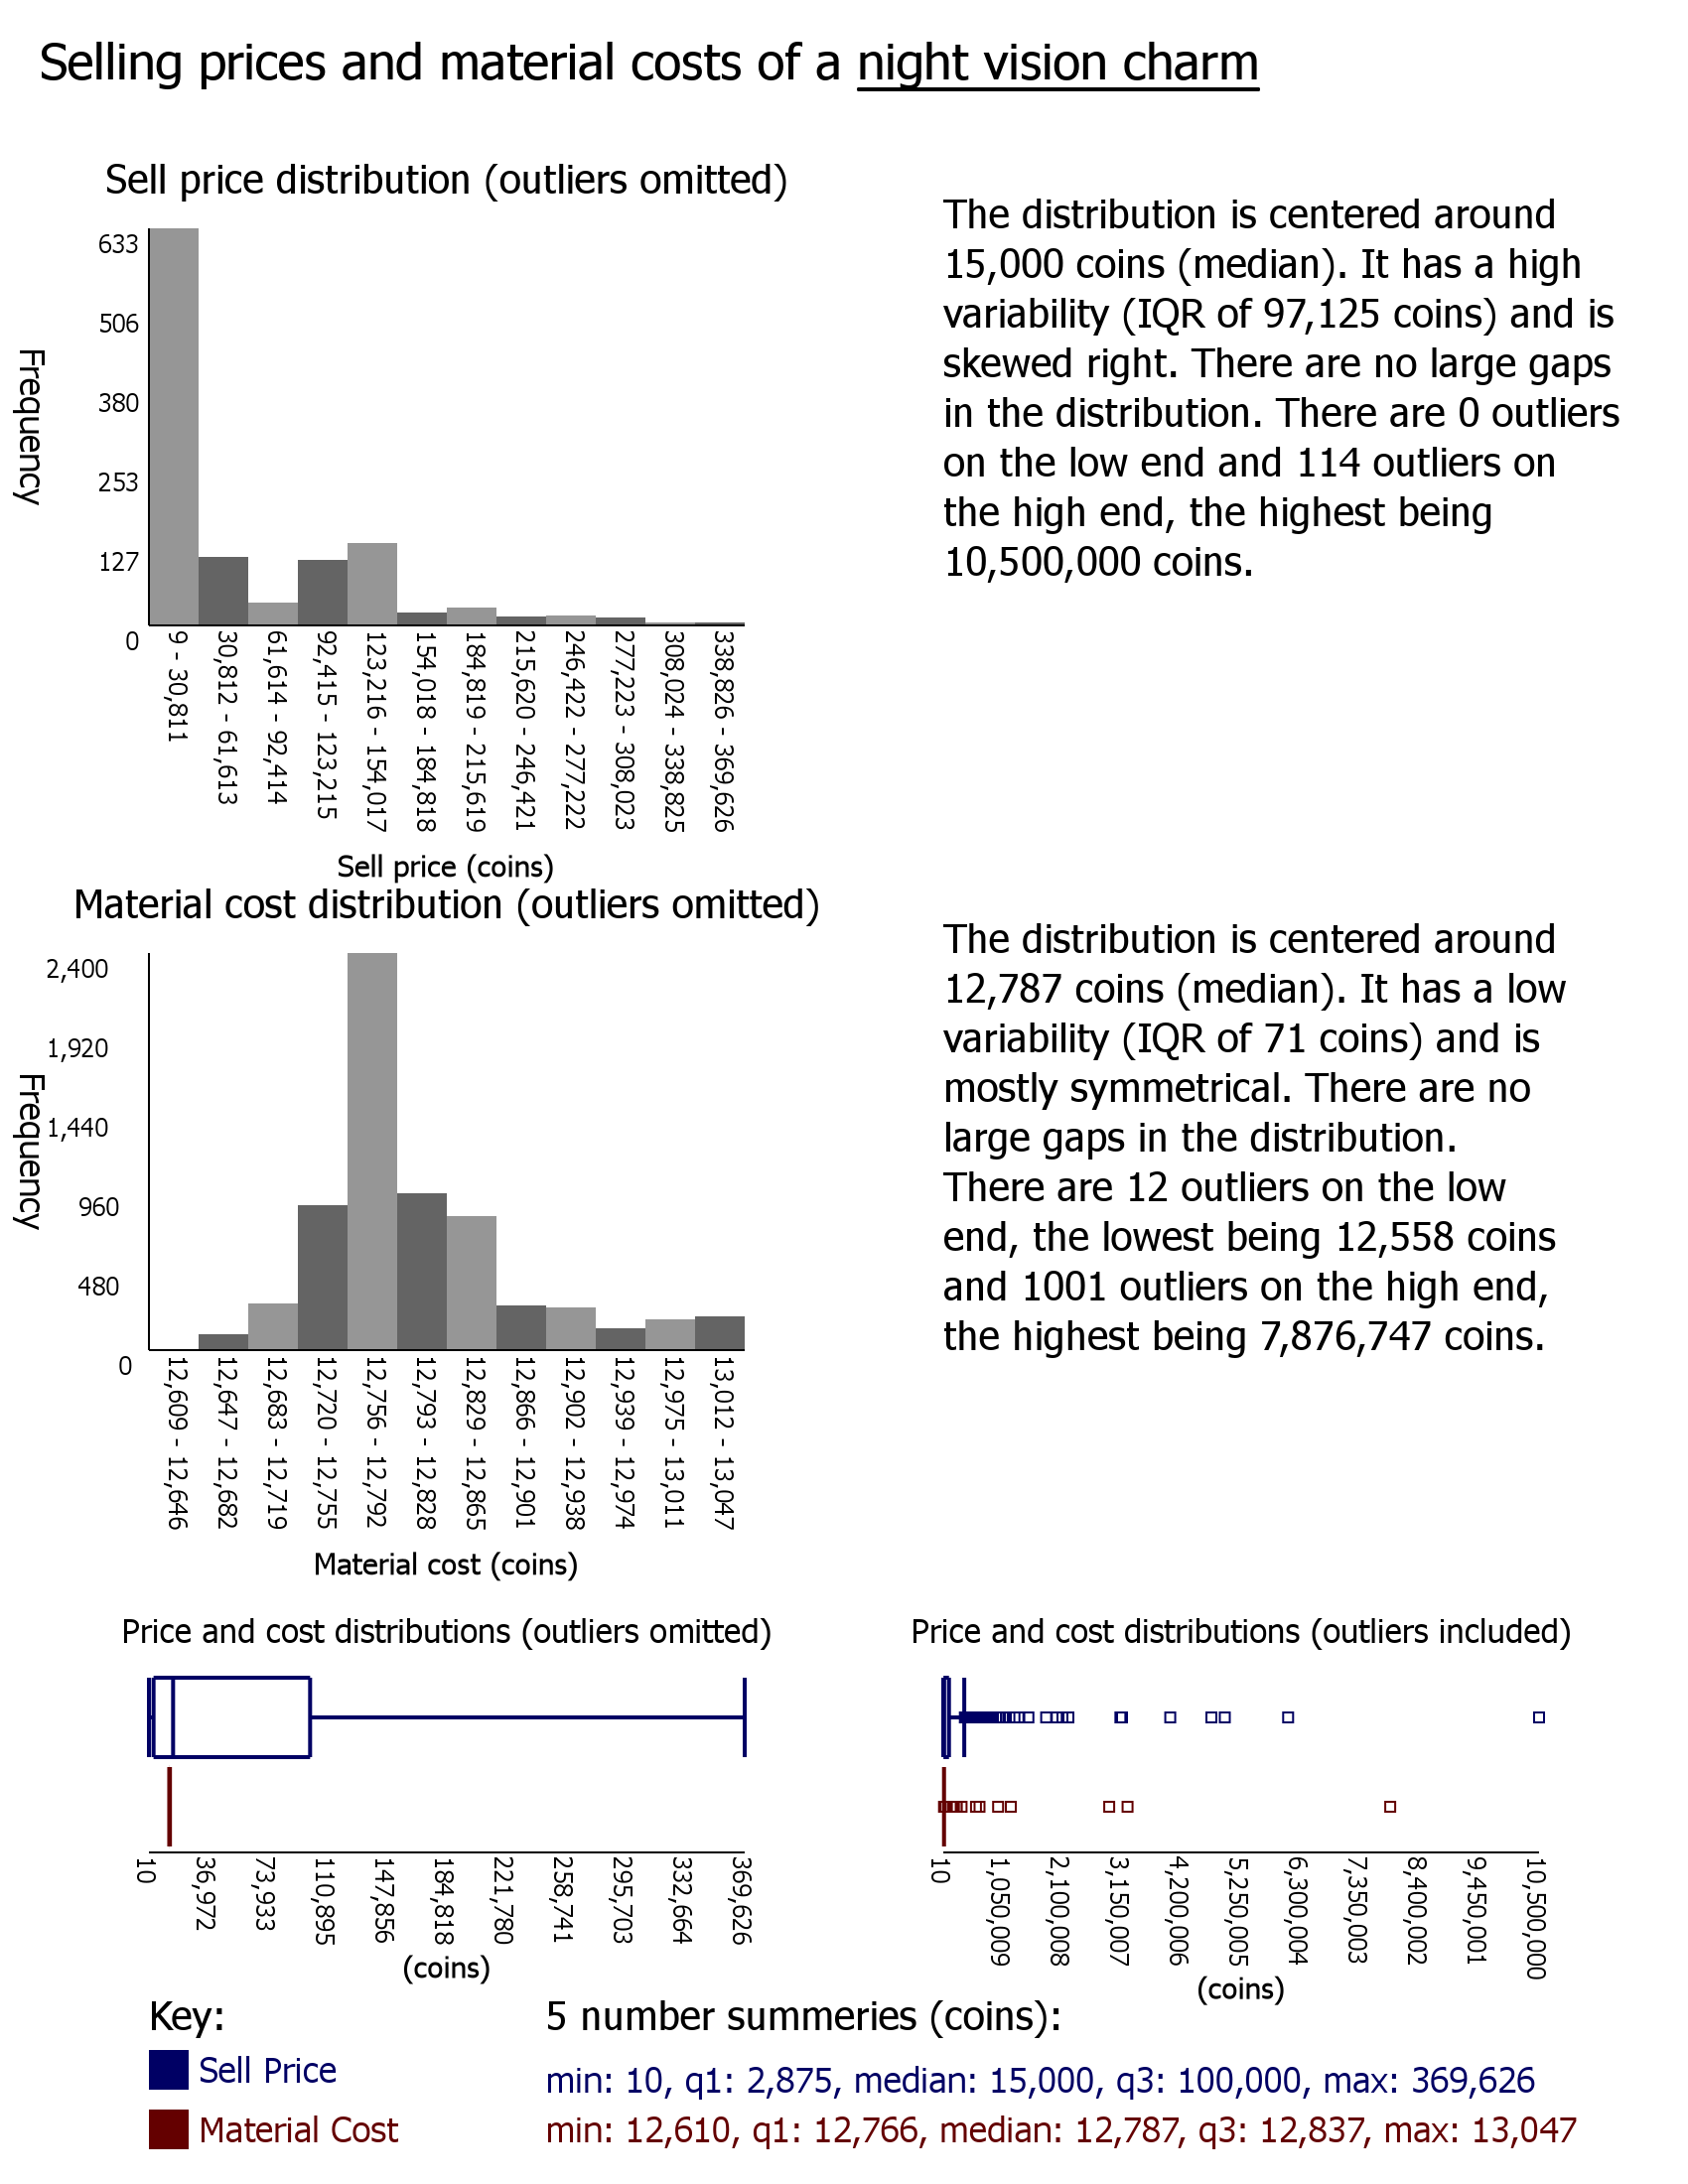 Selling prices and material costs of a night vision charm
Sell price distribution (outliers omitted)
633
506
380
253
127
0
Frequency
9 - 30,811
30,812 - 61,613
61,614 - 92,414
92,415 - 123,215
123,216 - 154,017
154,018 - 184,818
184,819 - 215,619
215,620 - 246,421
246,422 - 277,222
277,223 - 308,023
308,024 - 338,825
338,826 - 369,626
Sell price (coins)
The distribution is centered around
15,000 coins (median). It has a high
variability (IQR of 97,125 coins) and is
skewed right. There are no large gaps
in the distribution. There are 0 outliers
on the low end and 114 outliers on
the high end, the highest being
10,500,000 coins.
Material cost distribution (outliers omitted)
2,400
1,920
1,440
960
480
0
Frequency
12,609 - 12,646
12,647 - 12,682
12,683 - 12,719
12,720 - 12,755
12,756 - 12,792
12,793 - 12,828
12,829 - 12,865
12,866 - 12,901
12,902 - 12,938
12,939 - 12,974
12,975 - 13,011
13,012 - 13,047
Material cost (coins)
The distribution is centered around
12,787 coins (median). It has a low
variability (IQR of 71 coins) and is
mostly symmetrical. There are no
large gaps in the distribution.
There are 12 outliers on the low
end, the lowest being 12,558 coins
and 1001 outliers on the high end,
the highest being 7,876,747 coins.
Price and cost distributions (outliers omitted)
10
36,972
73,933
110,895
147,856
184,818
221,780
258,741
295,703
332,664
369,626
(coins)
Price and cost distributions (outliers included)
10
1,050,009
2,100,008
3,150,007
4,200,006
5,250,005
6,300,004
7,350,003
8,400,002
9,450,001
10,500,000
(coins)
Key:
Sell Price
Material Cost
5 number summeries (coins):
min: 10, q1: 2,875, median: 15,000, q3: 100,000, max: 369,626
min: 12,610, q1: 12,766, median: 12,787, q3: 12,837, max: 13,047